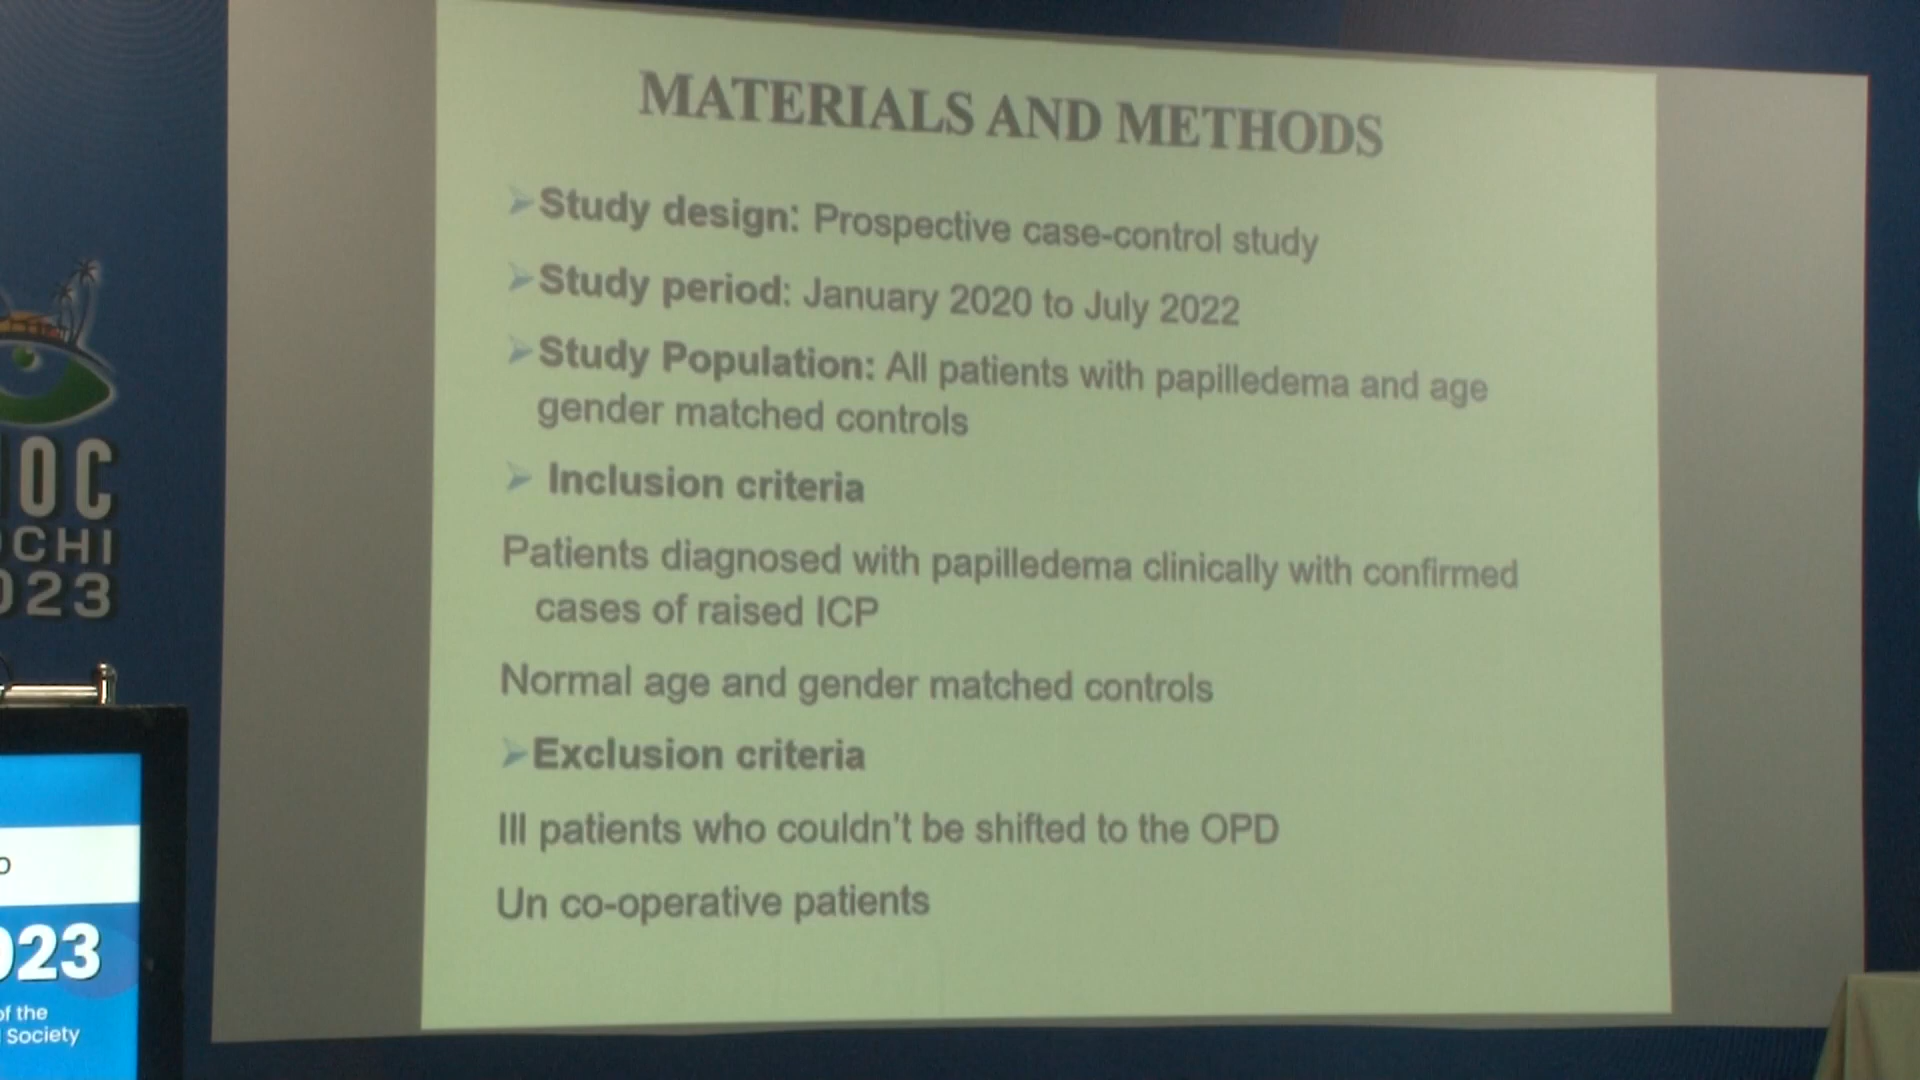 MATERIALS AND METHODS
➢Study design: Prospective case-control study
➢Study period: January 2020 to July 2022
➢Study Population: All patients with papilledema and age
gender matched controls
➢ Inclusion criteria
Patients diagnosed with papilledema clinically with confirmed
cases of raised ICP
Normal age and gender matched controls
➢Exclusion criteria
Ill patients who couldn't be shifted to the OPD
Un co-operative patients
OC
CHI
023
023
of the
Society